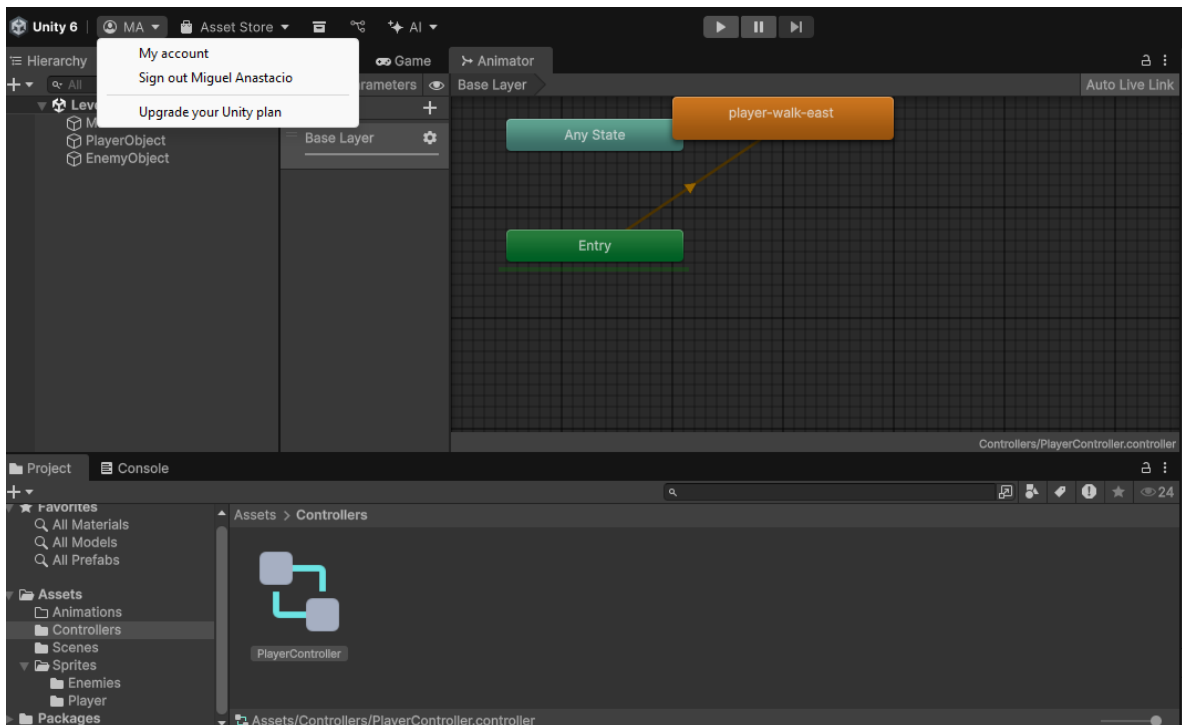 Unity 6 MA Asset Store AI
My account
Sign out Miguel Anastacio
Upgrade your Unity plan
Hierarchy
Game
Animator
All
rameters
Base Layer
Auto Live Link
Leve
M
PlayerObject
EnemyObject
Base Layer
Any State
player-walk-east
Entry
Controllers/PlayerController.controller
Project
Console
24
Favorites
All Materials
All Models
All Prefabs
Assets
Animations
Controllers
Scenes
Sprites
Enemies
Player
Packages
Assets > Controllers
PlayerController
Assets/Controllers/PlayerController.controller